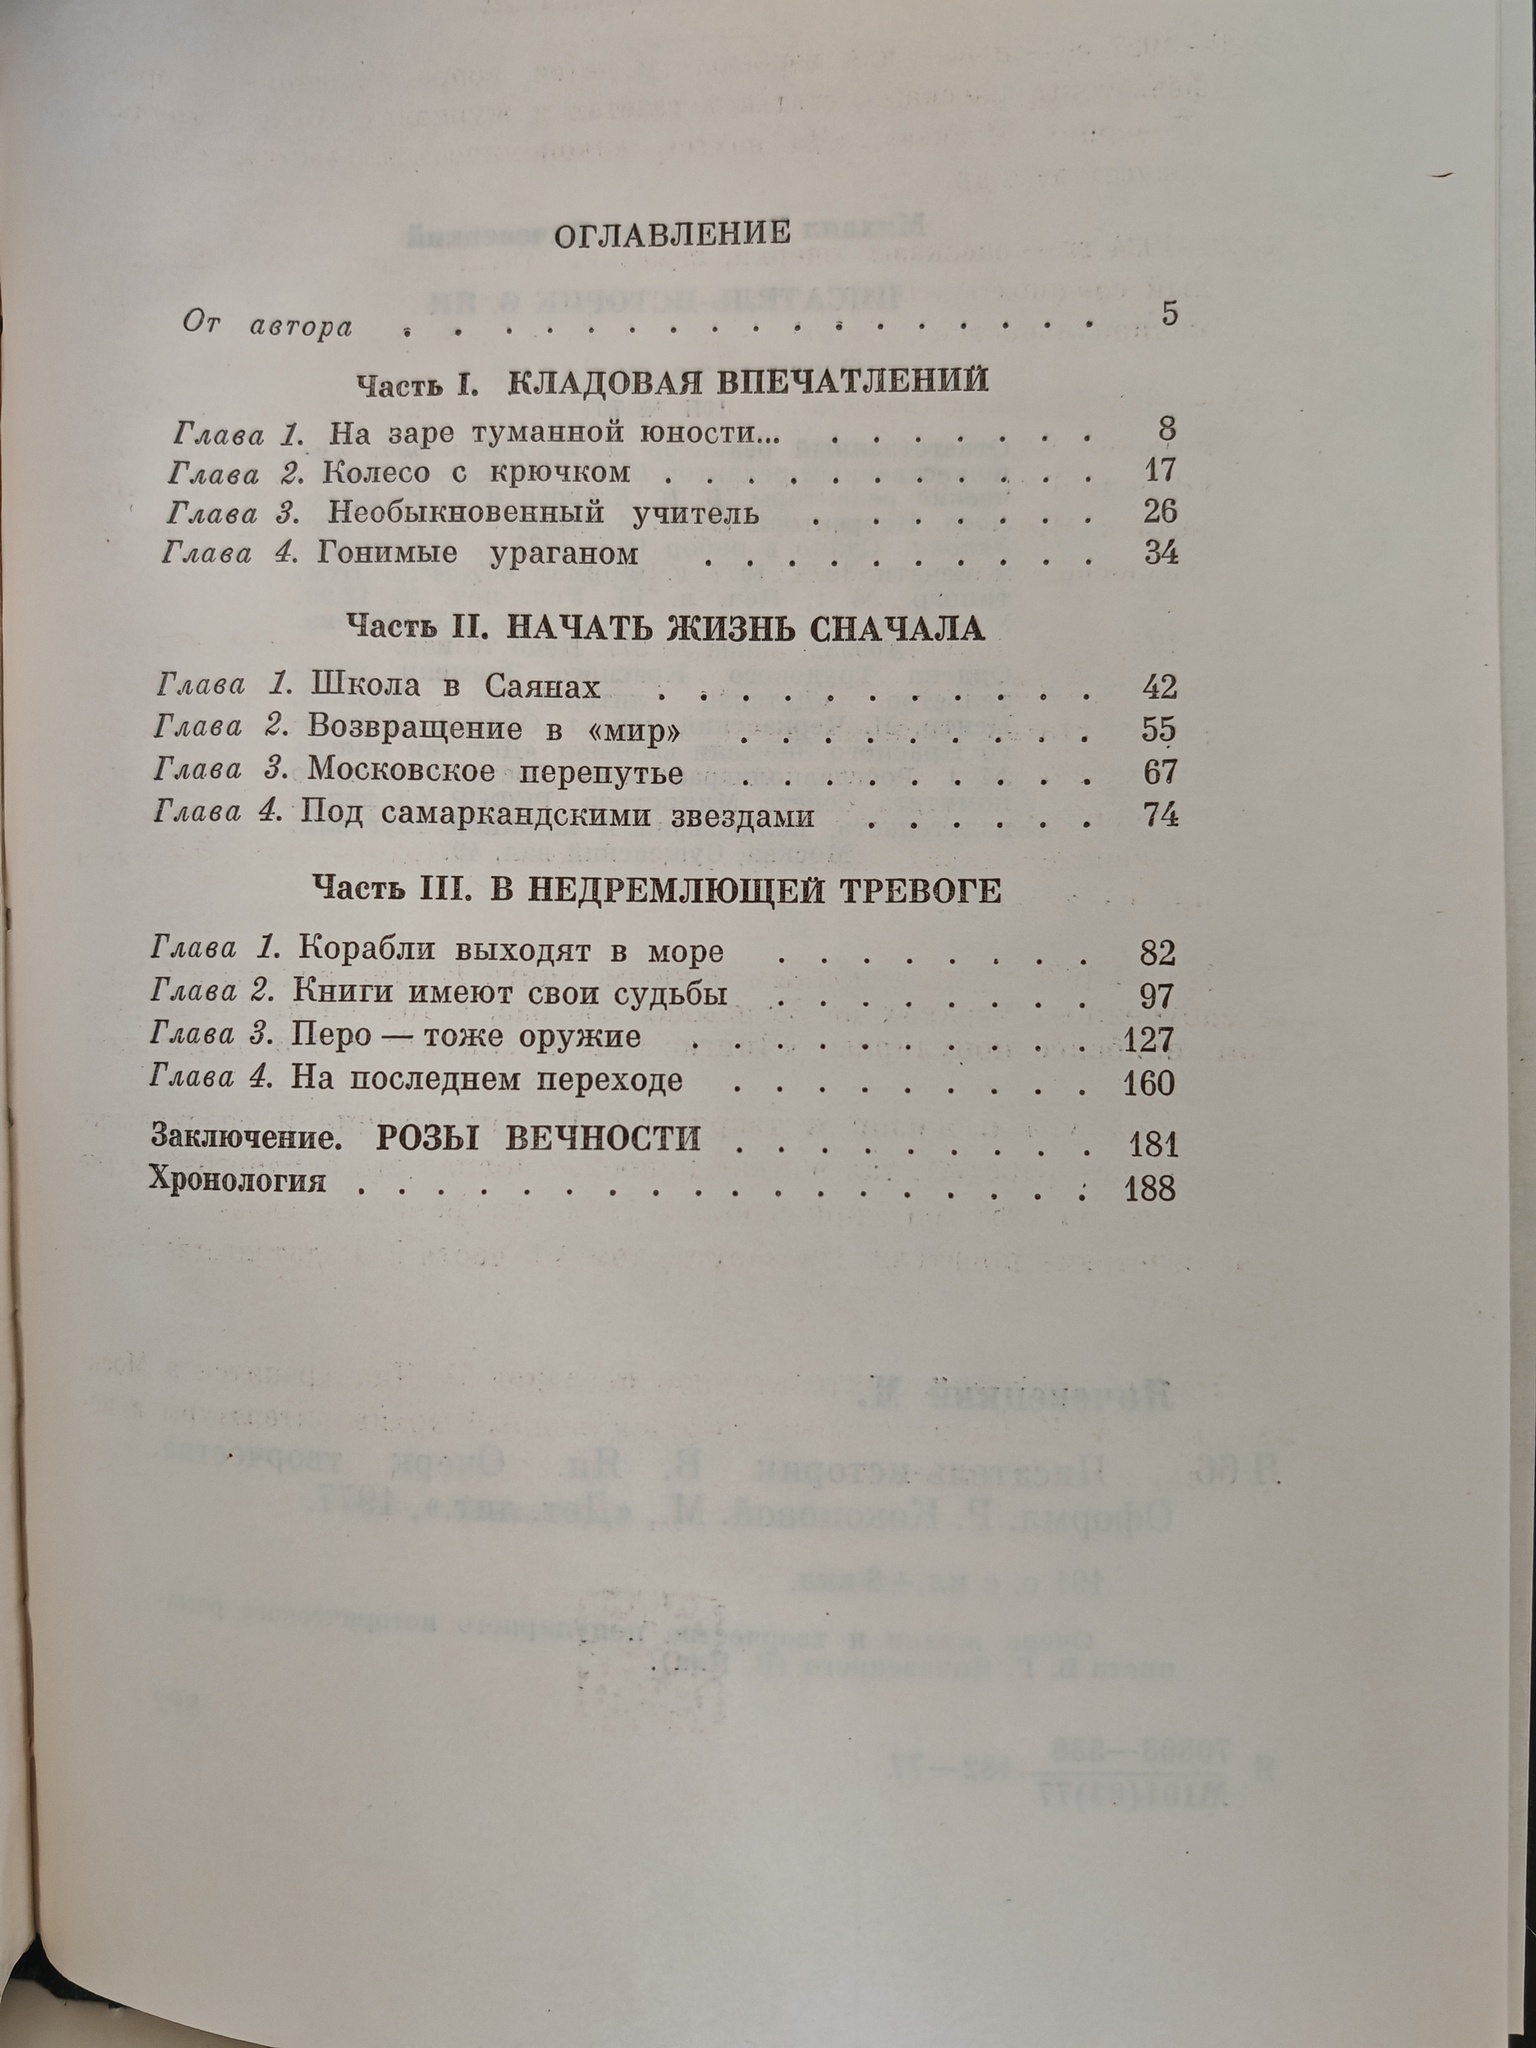 ОГЛАВЛЕНИЕ
От автора . . . . . . . . . . . . . . . . . 5
Часть I. КЛАДОВАЯ ВПЕЧАТЛЕНИЙ
Глава 1. На заре туманной юности... . . . . . . . 8
Глава 2. Колесо с крючком . . . . . . . . . . . 17
Глава 3. Необыкновенный учитель . . . . . . . 26
Глава 4. Гонимые ураганом . . . . . . . . . . 34
Часть II. НАЧАТЬ ЖИЗНЬ СНАЧАЛА
Глава 1. Школа в Саянах . . . . . . . . . . . 42
Глава 2. Возвращение в «мир» . . . . . . . . . 55
Глава 3. Московское перепутье . . . . . . . . . 67
Глава 4. Под самаркандскими звездами . . . . . . 74
Часть III. В НЕДРЕМЛЮЩЕЙ ТРЕВОГЕ
Глава 1. Корабли выходят в море . . . . . . . . 82
Глава 2. Книги имеют свои судьбы . . . . . . . . 97
Глава 3. Перо — тоже оружие . . . . . . . . . . 127
Глава 4. На последнем переходе . . . . . . . . . 160
Заключение. РОЗЫ ВЕЧНОСТИ . . . . . . . . . 181
Хронология . . . . . . . . . . . . . . . . . . 188